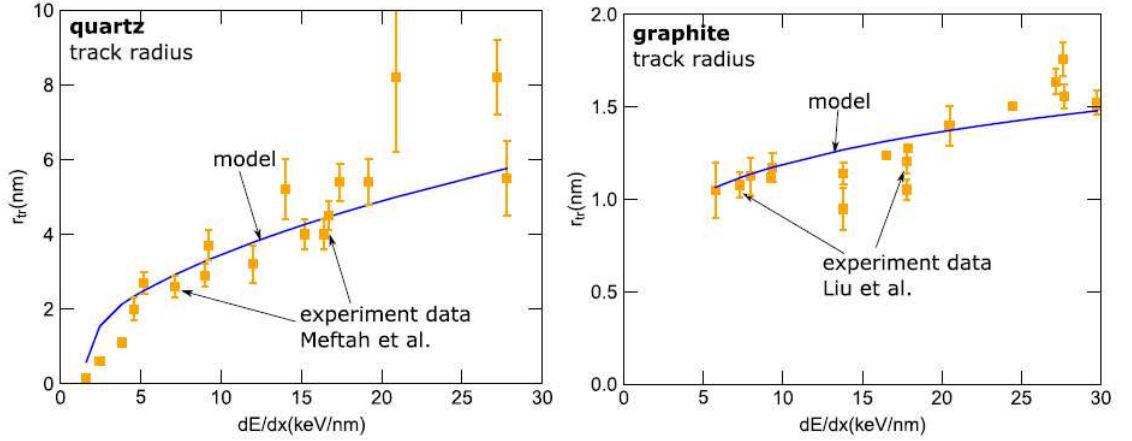 quartz
track radius
model
experiment data
Meftah et al.
r_tr(nm)
10
8
6
4
2
0
0 5 10 15 20 25 30
dE/dx(keV/nm)
graphite
track radius
model
experiment data
Liu et al.
r_tr(nm)
2.0
1.5
1.0
0.5
0.0
0 5 10 15 20 25 30
dE/dx(keV/nm)